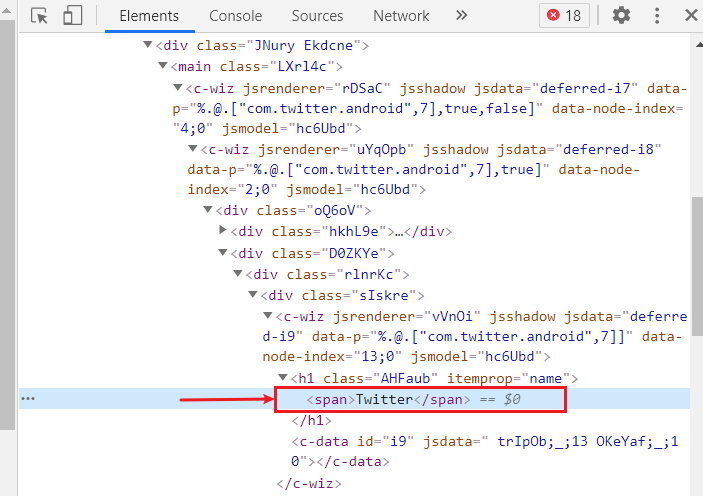 Elements Console Sources Network » 18
<div class="JNury Ekdcne">
<main class="LXrl4c">
<c-wiz jsrenderer="rDSaC" jsshadow jsdata="deferred-i7" data-
p="%.@.["com.twitter.android",7],true,false]" data-node-index=
"4;0" jsmodel="hc6Ubd">
<c-wiz jsrenderer="uYqOpb" jsshadow jsdata="deferred-i8"
data-p="%.@.["com.twitter.android",7],true]" data-node-
index="2;0" jsmodel="hc6Ubd">
<div class="oQ6oV">
<div class="hkhL9e">…</div>
<div class="D0ZKYe">
<div class="rlnrKc">
<div class="sIskre">
<c-wiz jsrenderer="vVnOi" jsshadow jsdata="deferre
d-i9" data-p="%.@.["com.twitter.android",7]]" data-
node-index="13;0" jsmodel="hc6Ubd">
<h1 class="AHFaub" itemprop="name">
… <span>Twitter</span> == $0
</h1>
<c-data id="i9" jsdata=" trIpOb;_;13 OKeYaf;_;1
0"></c-data>
</c-wiz>